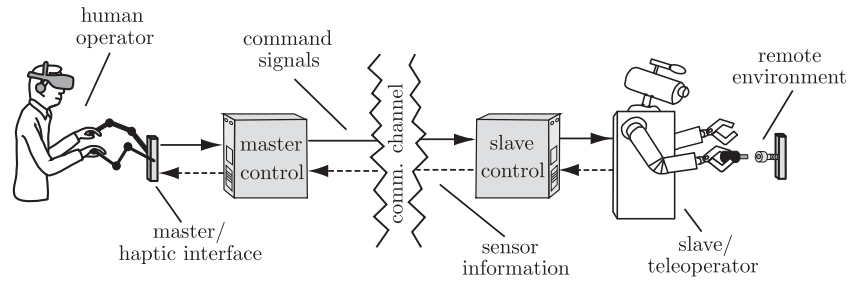 human
operator
command
signals
remote
environment
master
control
comm. channel
slave
control
master/
haptic interface
sensor
information
slave/
teleoperator